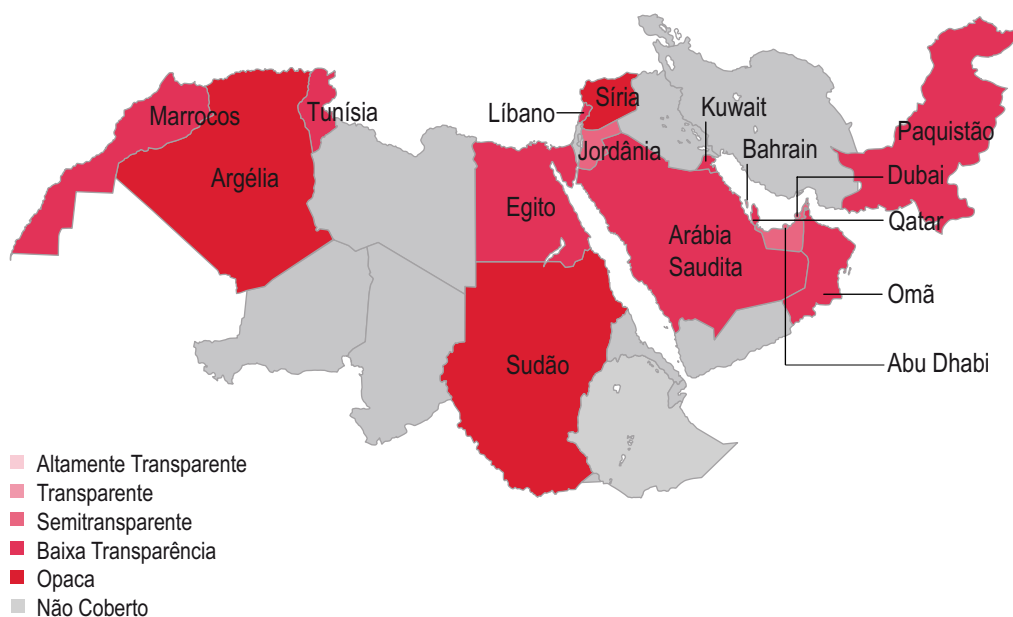 Marrocos
Tunísia
Argélia
Líbano
Síria
Jordânia
Kuwait
Bahrain
Paquistão
Dubai
Qatar
Egito
Arábia
Saudita
Omã
Sudão
Abu Dhabi
Altamente Transparente
Transparente
Semitransparente
Baixa Transparência
Opaca
Não Coberto